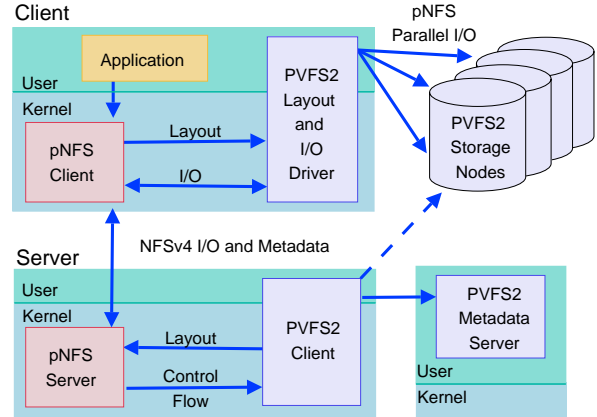 Client
pNFS
Parallel I/O
Application
User
Kernel
PVFS2
Layout
and
I/O
Driver
Layout
pNFS
Client
I/O
PVFS2
Storage
Nodes
NFSv4 I/O and Metadata
Server
User
Kernel
PVFS2
Client
Layout
pNFS
Server
Control
Flow
PVFS2
Metadata
Server
User
Kernel